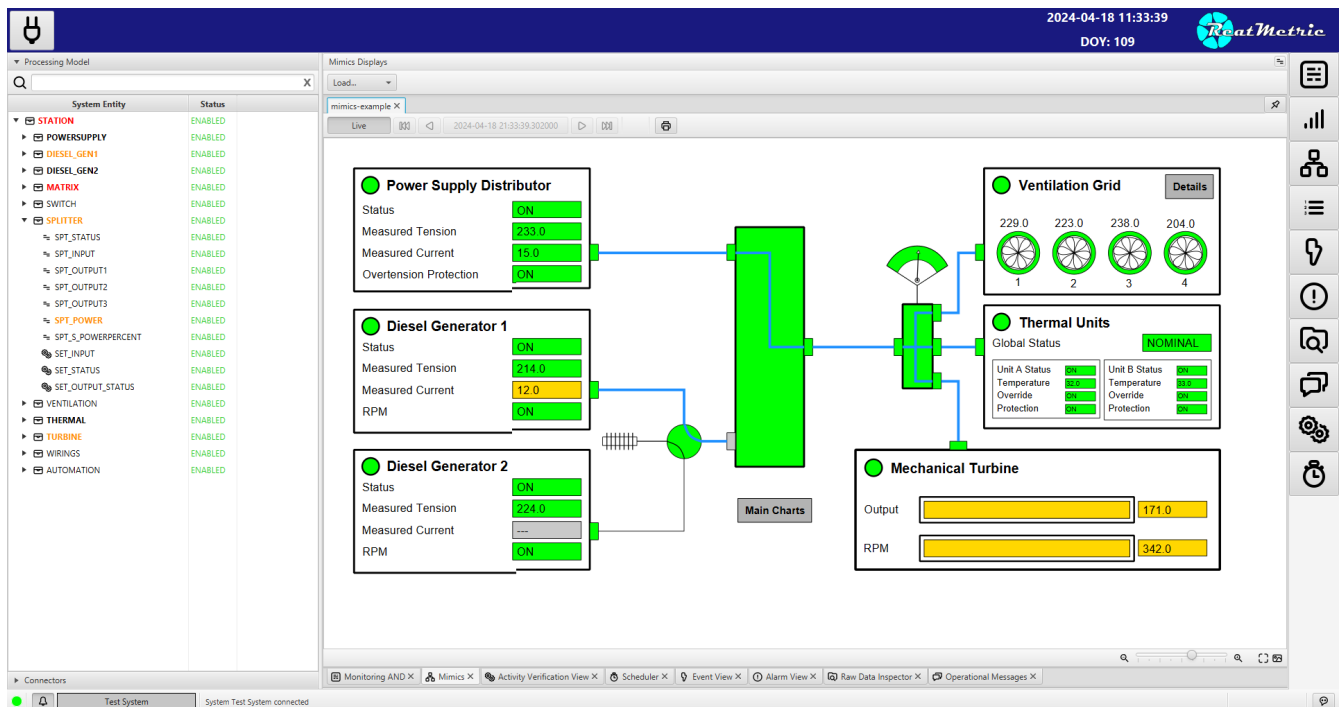 2024-04-18 11:33:39
DOY: 109
ReatMetric
Processing Model
X
System Entity Status
STATION ENABLED
POWERSUPPLY ENABLED
DIESEL_GEN1 ENABLED
DIESEL_GEN2 ENABLED
MATRIX ENABLED
SWITCH ENABLED
SPLITTER ENABLED
SPT_STATUS ENABLED
SPT_INPUT ENABLED
SPT_OUTPUT1 ENABLED
SPT_OUTPUT2 ENABLED
SPT_OUTPUT3 ENABLED
SPT_POWER ENABLED
SPT_S_POWERPERCENT ENABLED
SET_INPUT ENABLED
SET_STATUS ENABLED
SET_OUTPUT_STATUS ENABLED
VENTILATION ENABLED
THERMAL ENABLED
TURBINE ENABLED
WIRINGS ENABLED
AUTOMATION ENABLED
Connectors
Mimics Displays
Load...
mimics-example X
Live 2024-04-18 21:33:39.302000
Power Supply Distributor
Status ON
Measured Tension 233.0
Measured Current 15.0
Overtension Protection ON
Diesel Generator 1
Status ON
Measured Tension 214.0
Measured Current 12.0
RPM ON
Diesel Generator 2
Status ON
Measured Tension 224.0
Measured Current ---
RPM ON
Main Charts
Ventilation Grid Details
229.0 223.0 238.0 204.0
1 2 3 4
Thermal Units
Global Status NOMINAL
Unit A Status ON Unit B Status ON
Temperature 32.0 Temperature 33.0
Override ON Override ON
Protection ON Protection ON
Mechanical Turbine
Output 171.0
RPM 342.0
Monitoring AND X Mimics X Activity Verification View X Scheduler X Event View X Alarm View X Raw Data Inspector X Operational Messages X
Test System System Test System connected